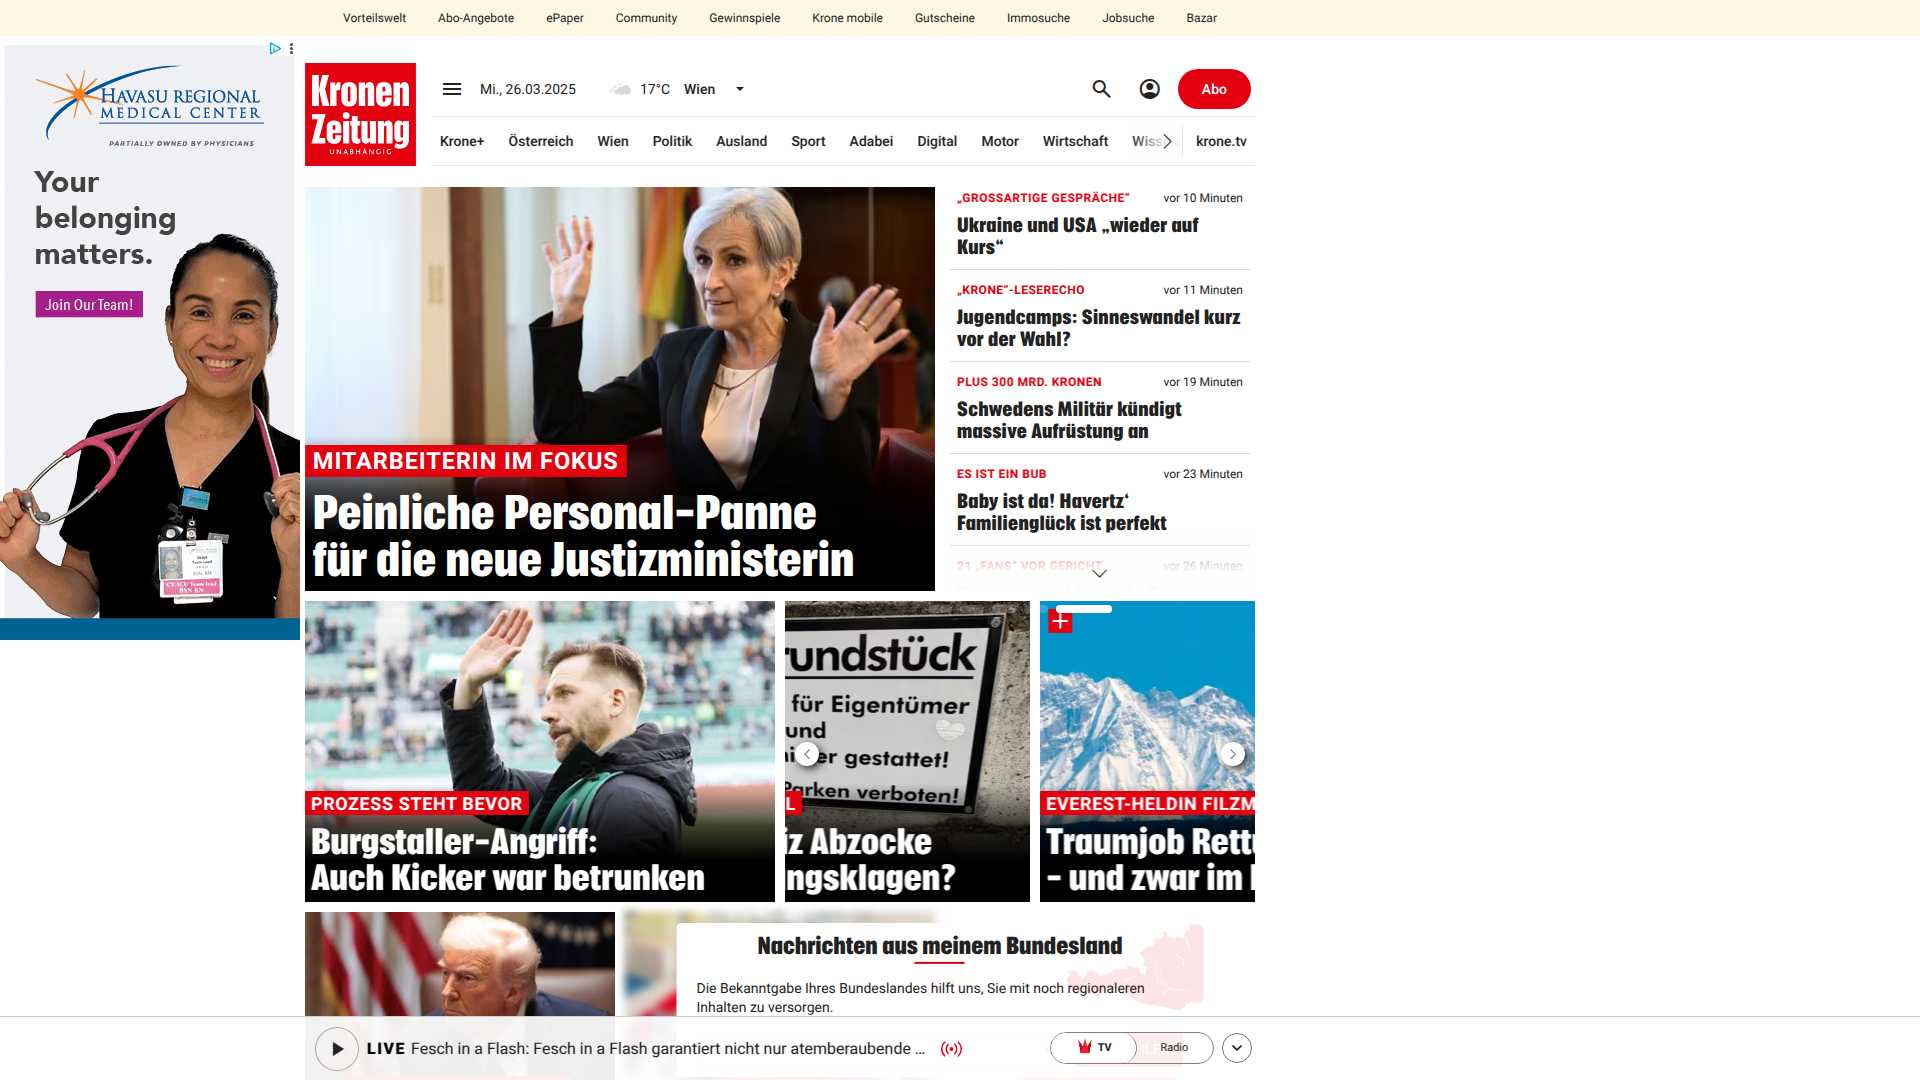 Vorteilswelt Abo-Angebote ePaper Community Gewinnspiele Krone mobile Gutscheine Immosuche Jobsuche Bazar
HAVASU REGIONAL
MEDICAL CENTER
PARTIALLY OWNED BY PHYSICIANS
Your
belonging
matters.
Join Our Team!
Kronen
Zeitung
UNABHÄNGIG
Mi., 26.03.2025 17°C Wien
Abo
Krone+ Österreich Wien Politik Ausland Sport Adabei Digital Motor Wirtschaft Wiss krone.tv
MITARBEITERIN IM FOKUS
Peinliche Personal-Panne
für die neue Justizministerin
„GROSSARTIGE GESPRÄCHE“ vor 10 Minuten
Ukraine und USA „wieder auf
Kurs“
„KRONE“-LESERECHO vor 11 Minuten
Jugendcamps: Sinneswandel kurz
vor der Wahl?
PLUS 300 MRD. KRONEN vor 19 Minuten
Schwedens Militär kündigt
massive Aufrüstung an
ES IST EIN BUB vor 23 Minuten
Baby ist da! Havertz‘
Familienglück ist perfekt
21 „FANS“ VOR GERICHT vor 26 Minuten
PROZESS STEHT BEVOR
Burgstaller-Angriff:
Auch Kicker war betrunken
rundstück
für Eigentümer
und
er gestattet!
Parken verboten!
L
iz Abzocke
ngsklagen?
EVEREST-HELDIN FILZM
Traumjob Rettu
– und zwar im
Nachrichten aus meinem Bundesland
Die Bekanntgabe Ihres Bundeslandes hilft uns, Sie mit noch regionaleren
Inhalten zu versorgen.
LIVE Fesch in a Flash: Fesch in a Flash garantiert nicht nur atemberaubende ...
TV Radio